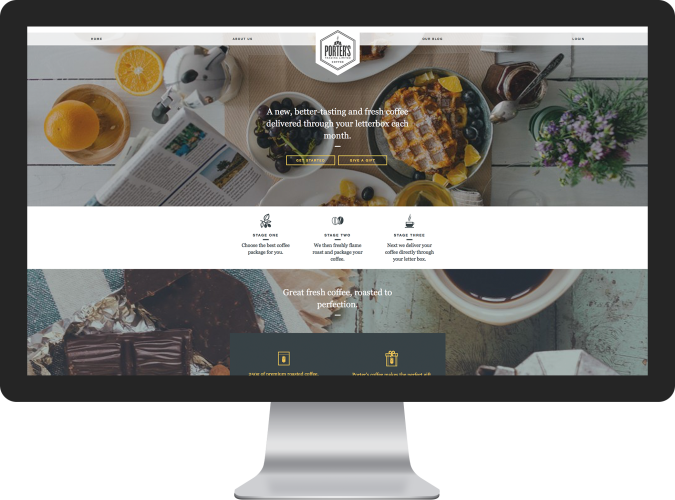 HOME
ABOUT US
OUR BLOG
LOGIN
PORTER'S
COFFEE
A new, better-tasting and fresh coffee
delivered through your letterbox each
month.
GET STARTED
GIVE A GIFT
STAGE ONE
Choose the best coffee
package for you.
STAGE TWO
We then freshly flame
roast and package your
coffee.
STAGE THREE
Next we deliver your
coffee directly through
your letter box.
Great fresh coffee, roasted to
perfection.
of premium roasted coffee,
Porter's coffee makes the perfect gift